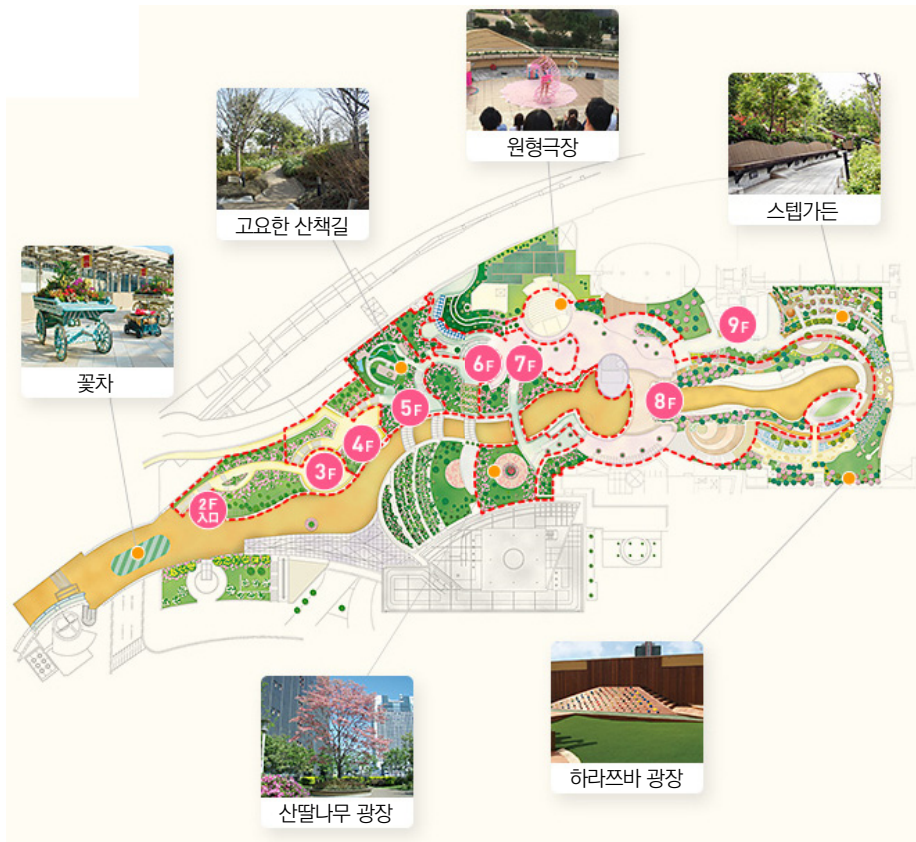 원형극장
고요한 산책길
스텝가든
꽃차
9F
6F
7F
8F
5F
4F
3F
2F
入口
하라쯔바 광장
산딸나무 광장